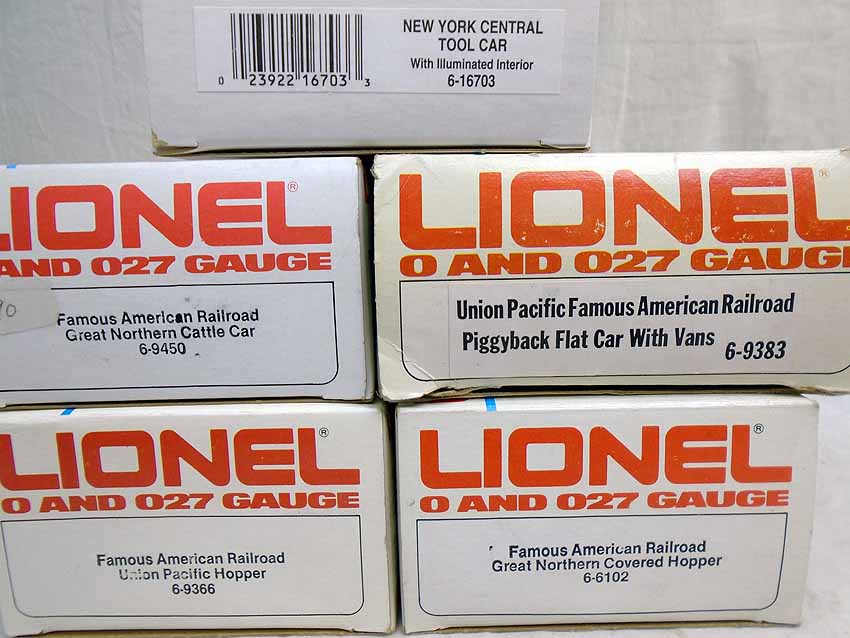 NEW YORK CENTRAL
TOOL CAR
With Illuminated Interior
6-16703
0 23922 16703 3
LIONEL®
AND 027 GAUGE
90
Famous American Railroad
Great Northern Cattle Car
6-9450
LIONEL®
O AND 027 GAUGE
Union Pacific Famous American Railroad
Piggyback Flat Car With Vans 6-9383
LIONEL®
O AND 027 GAUGE
Famous American Railroad
Union Pacific Hopper
6-9366
LIONEL®
O AND 027 GAUGE
Famous American Railroad
Great Northern Covered Hopper
6-6102